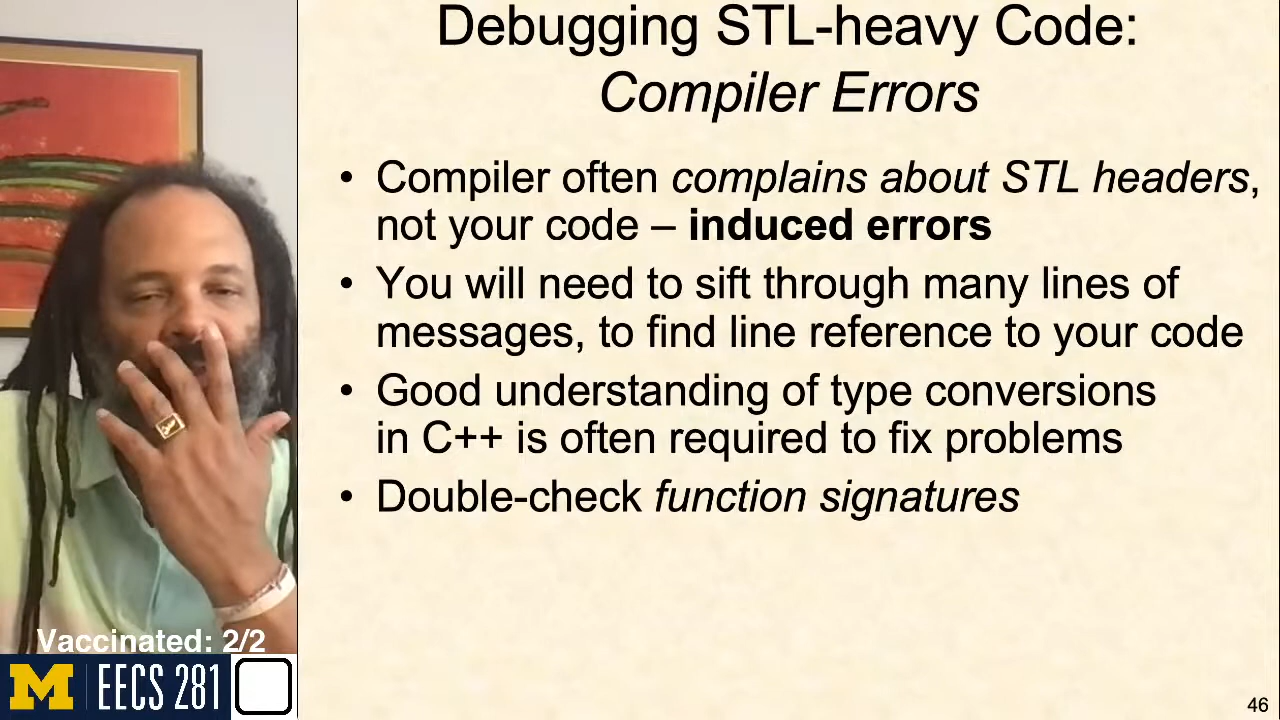 Debugging STL-heavy Code:
Compiler Errors
• Compiler often complains about STL headers,
not your code – induced errors
• You will need to sift through many lines of
messages, to find line reference to your code
• Good understanding of type conversions
in C++ is often required to fix problems
• Double-check function signatures
Vaccinated: 2/2
M EECS 281
46